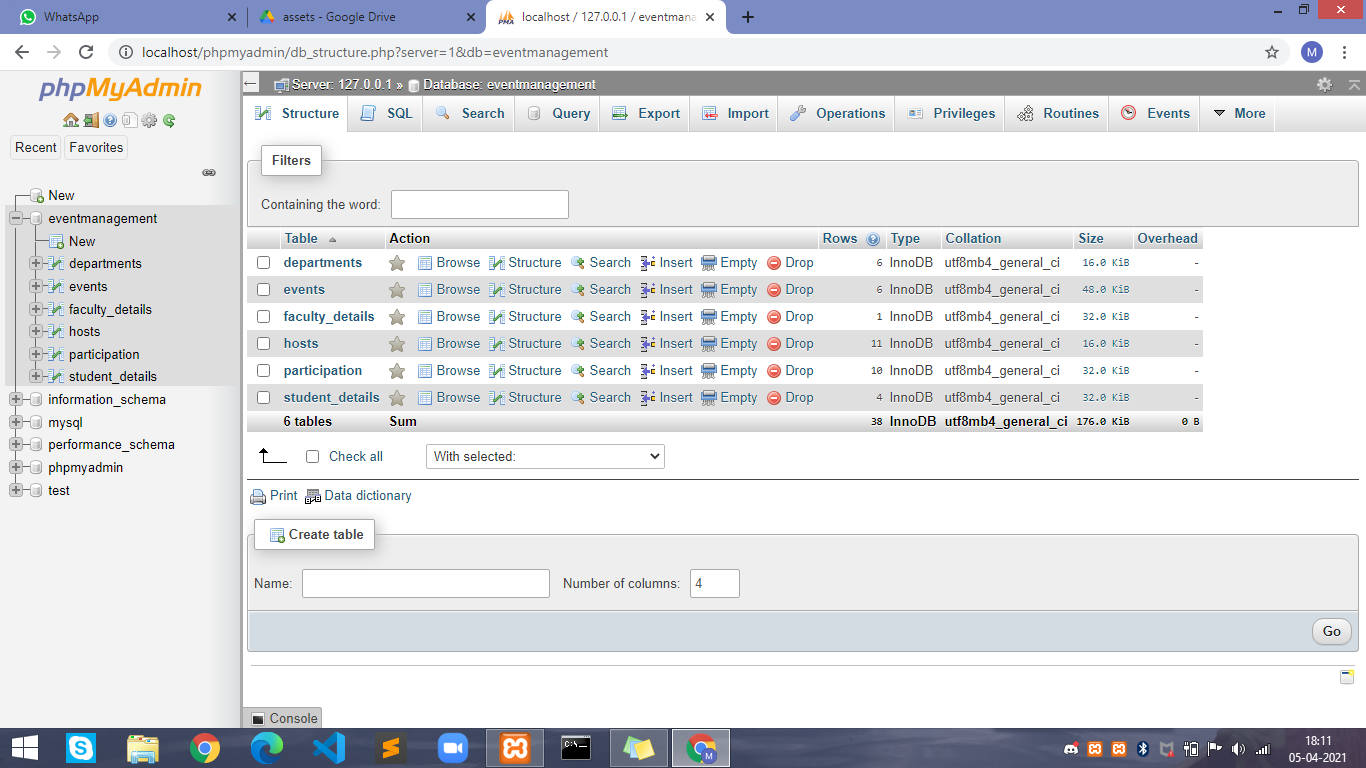 WhatsApp
assets - Google Drive
localhost / 127.0.0.1 / eventmana
localhost/phpmyadmin/db_structure.php?server=1&db=eventmanagement
M
phpMyAdmin
Recent Favorites
New
eventmanagement
New
departments
events
faculty_details
hosts
participation
student_details
information_schema
mysql
performance_schema
phpmyadmin
test
Server: 127.0.0.1 » Database: eventmanagement
Structure SQL Search Query Export Import Operations Privileges Routines Events More
Filters
Containing the word:
Table Action Rows Type Collation Size Overhead
departments Browse Structure Search Insert Empty Drop 6 InnoDB utf8mb4_general_ci 16.0 KiB -
events Browse Structure Search Insert Empty Drop 6 InnoDB utf8mb4_general_ci 48.0 KiB -
faculty_details Browse Structure Search Insert Empty Drop 1 InnoDB utf8mb4_general_ci 32.0 KiB -
hosts Browse Structure Search Insert Empty Drop 11 InnoDB utf8mb4_general_ci 16.0 KiB -
participation Browse Structure Search Insert Empty Drop 10 InnoDB utf8mb4_general_ci 32.0 KiB -
student_details Browse Structure Search Insert Empty Drop 4 InnoDB utf8mb4_general_ci 32.0 KiB -
6 tables Sum 38 InnoDB utf8mb4_general_ci 176.0 KiB 0 B
Check all With selected:
Print Data dictionary
Create table
Name: Number of columns: 4
Go
Console
18:11
05-04-2021